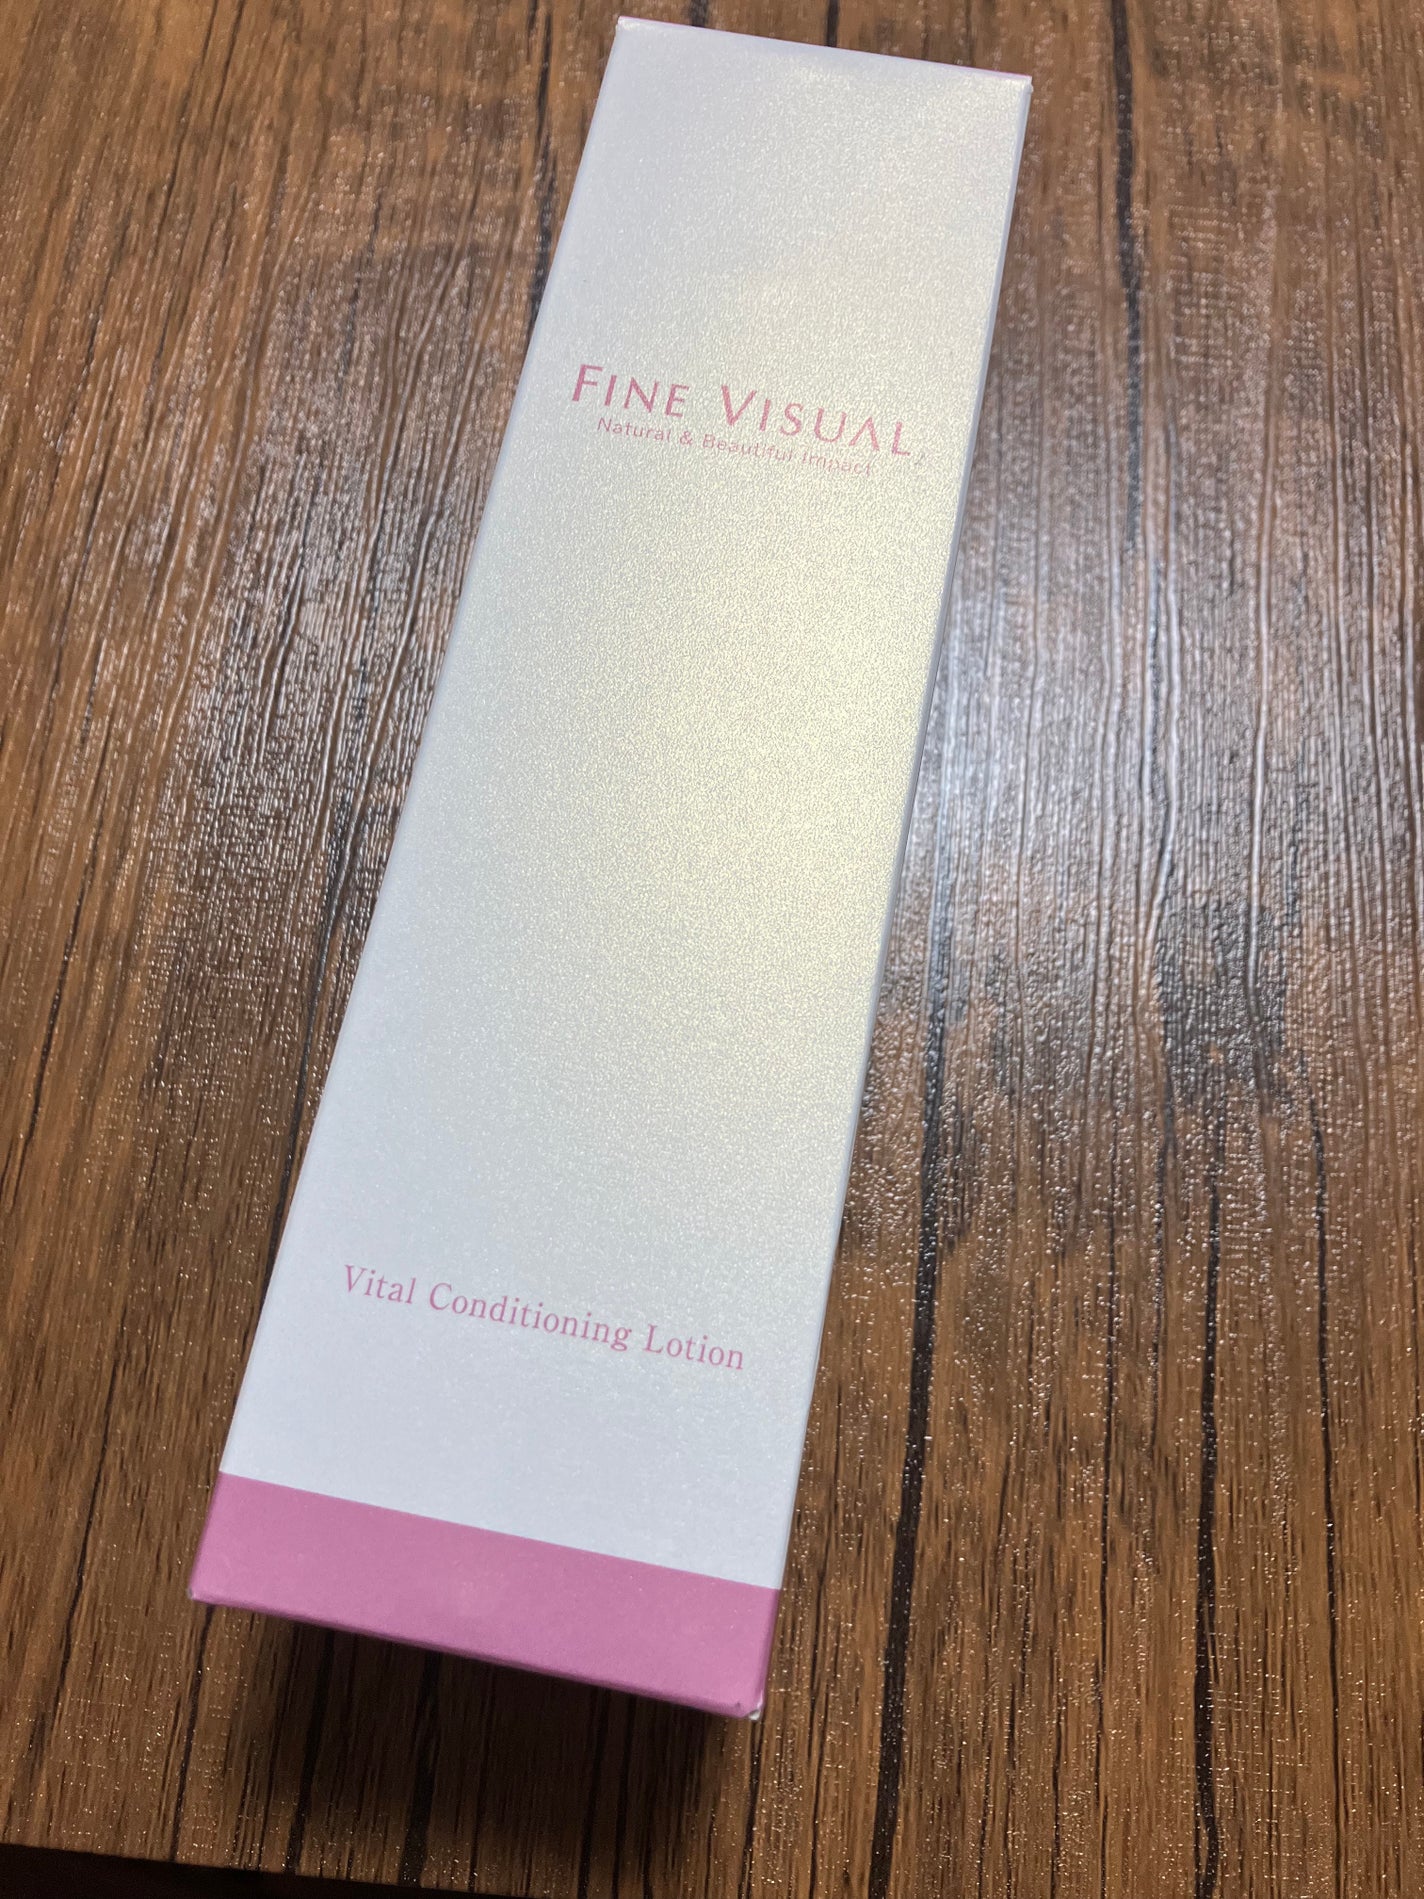 FINE VISUAL
Natural & Beautiful Impact
Vital Conditioning Lotion